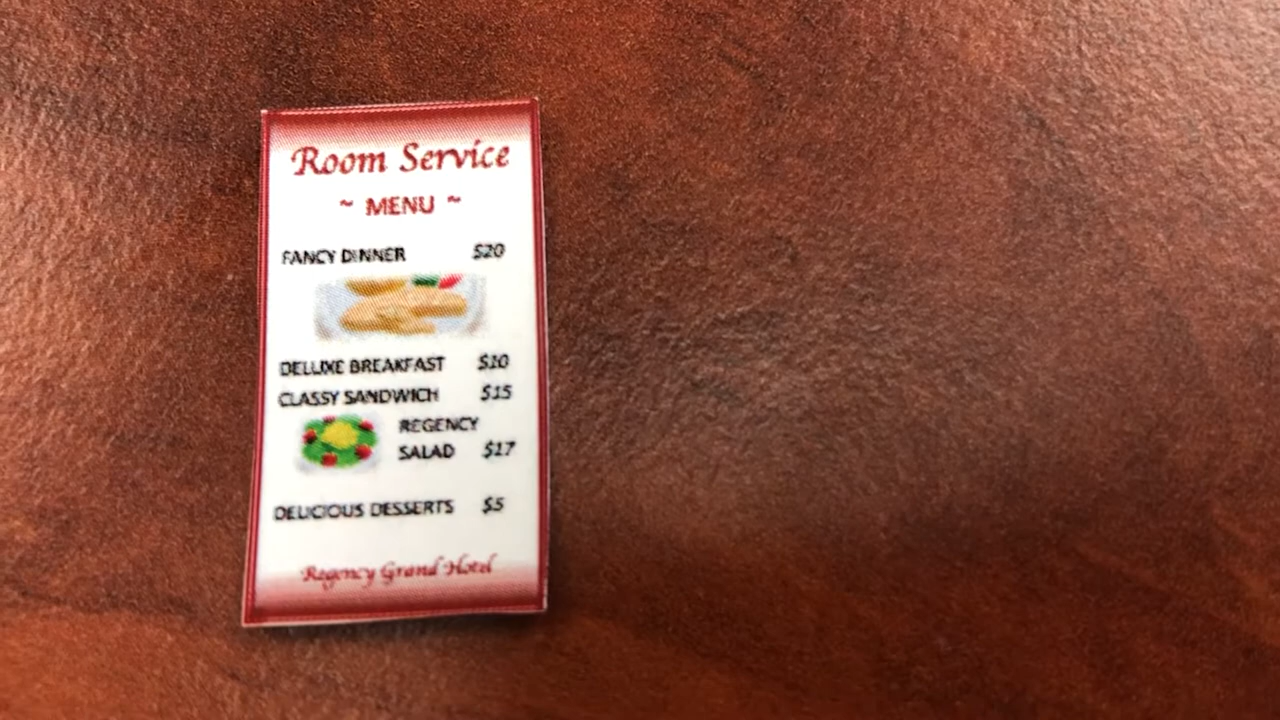 Room Service
~ MENU ~
FANCY DINNER $20
DELUXE BREAKFAST $10
CLASSY SANDWICH $15
REGENCY
SALAD $17
DELICIOUS DESSERTS $5
Regency Grand Hotel